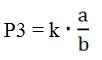 P3 = k · a/b